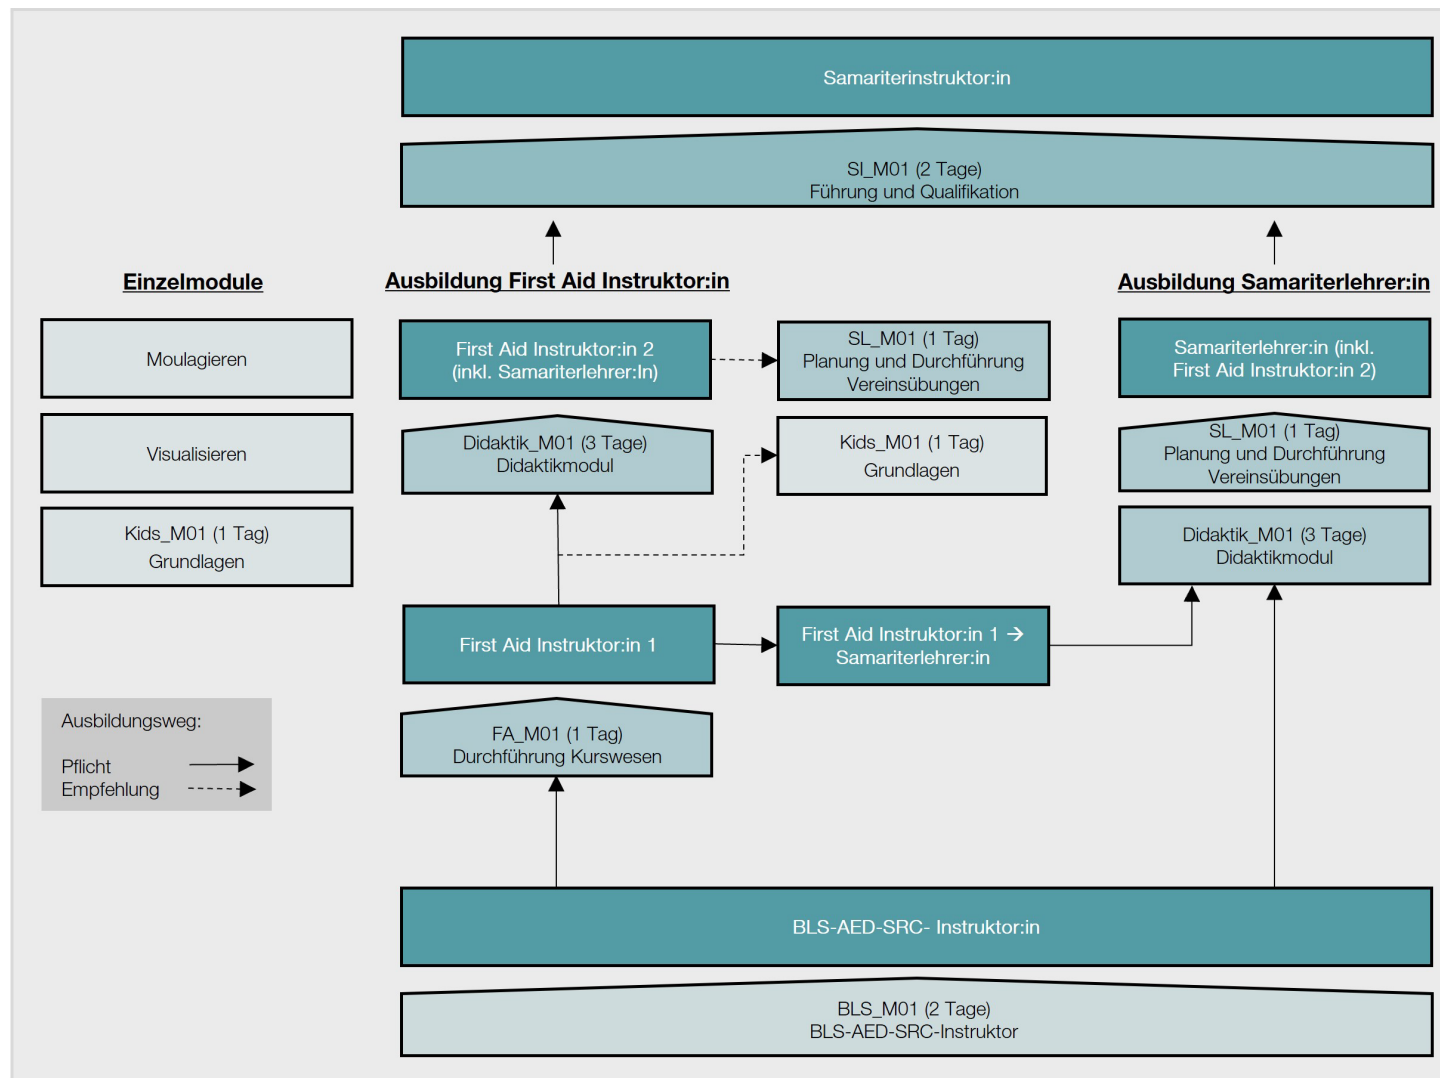 Samariterinstruktor:in
SI_M01 (2 Tage)
Führung und Qualifikation
Einzelmodule
Moulagieren
Visualisieren
Kids_M01 (1 Tag)
Grundlagen
Ausbildung First Aid Instruktor:in
First Aid Instruktor:in 2
(inkl. Samariterlehrer:In)
Didaktik_M01 (3 Tage)
Didaktikmodul
SL_M01 (1 Tag)
Planung und Durchführung
Vereinsübungen
Kids_M01 (1 Tag)
Grundlagen
Ausbildung Samariterlehrer:in
Samariterlehrer:in (inkl.
First Aid Instruktor:in 2)
SL_M01 (1 Tag)
Planung und Durchführung
Vereinsübungen
Didaktik_M01 (3 Tage)
Didaktikmodul
First Aid Instruktor:in 1
First Aid Instruktor:in 1 →
Samariterlehrer:in
FA_M01 (1 Tag)
Durchführung Kurswesen
Ausbildungsweg:
Pflicht
Empfehlung
BLS-AED-SRC- Instruktor:in
BLS_M01 (2 Tage)
BLS-AED-SRC-Instruktor